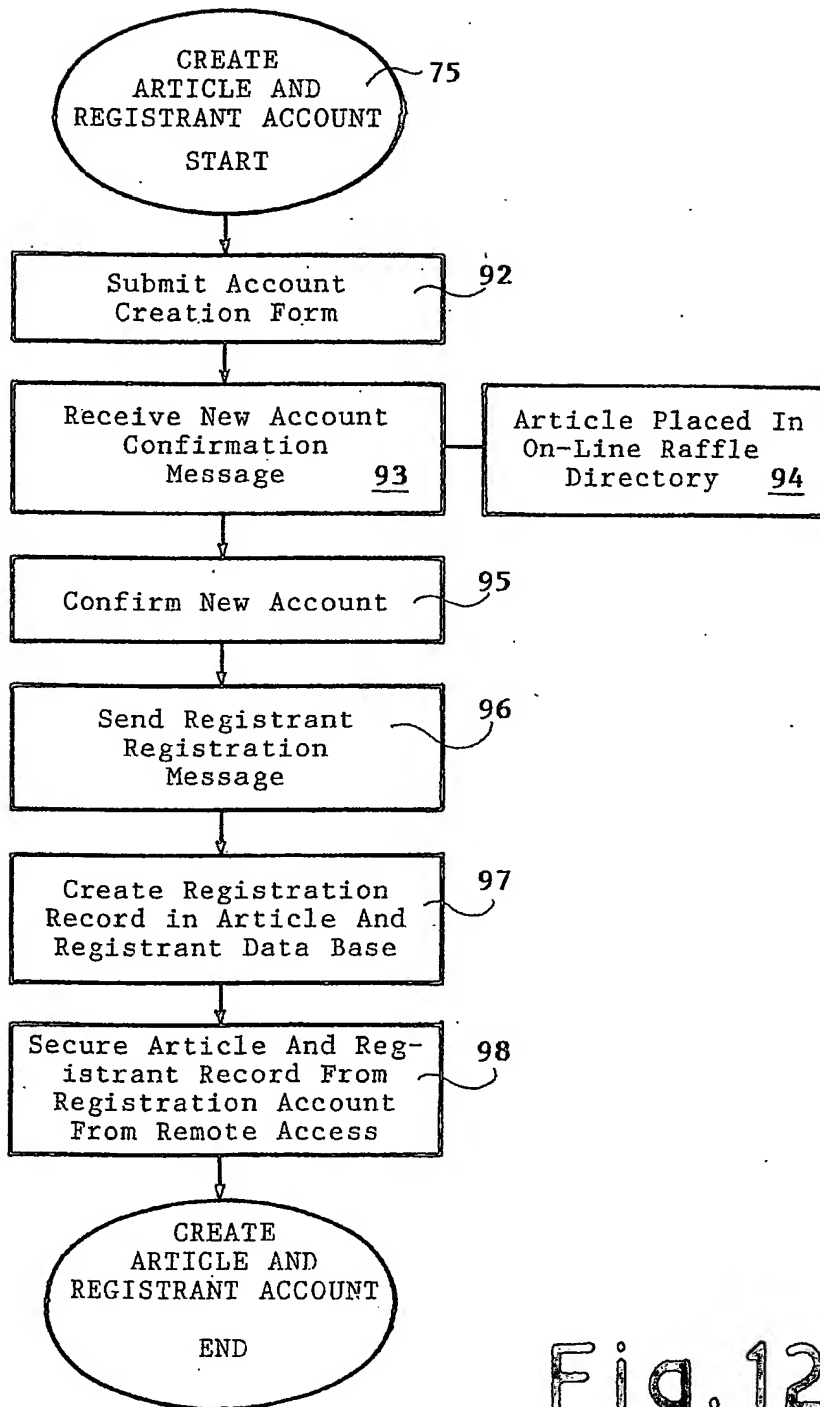 CREATE
ARTICLE AND
REGISTRANT ACCOUNT
START
75
Submit Account
Creation Form
92
Receive New Account
Confirmation
Message 93
Article Placed In
On-Line Raffle
Directory 94
Confirm New Account
95
Send Registrant
Registration
Message
96
Create Registration
Record in Article And
Registrant Data Base
97
Secure Article And Reg-
istrant Record From
Registration Account
From Remote Access
98
CREATE
ARTICLE AND
REGISTRANT ACCOUNT
END
Fig.12